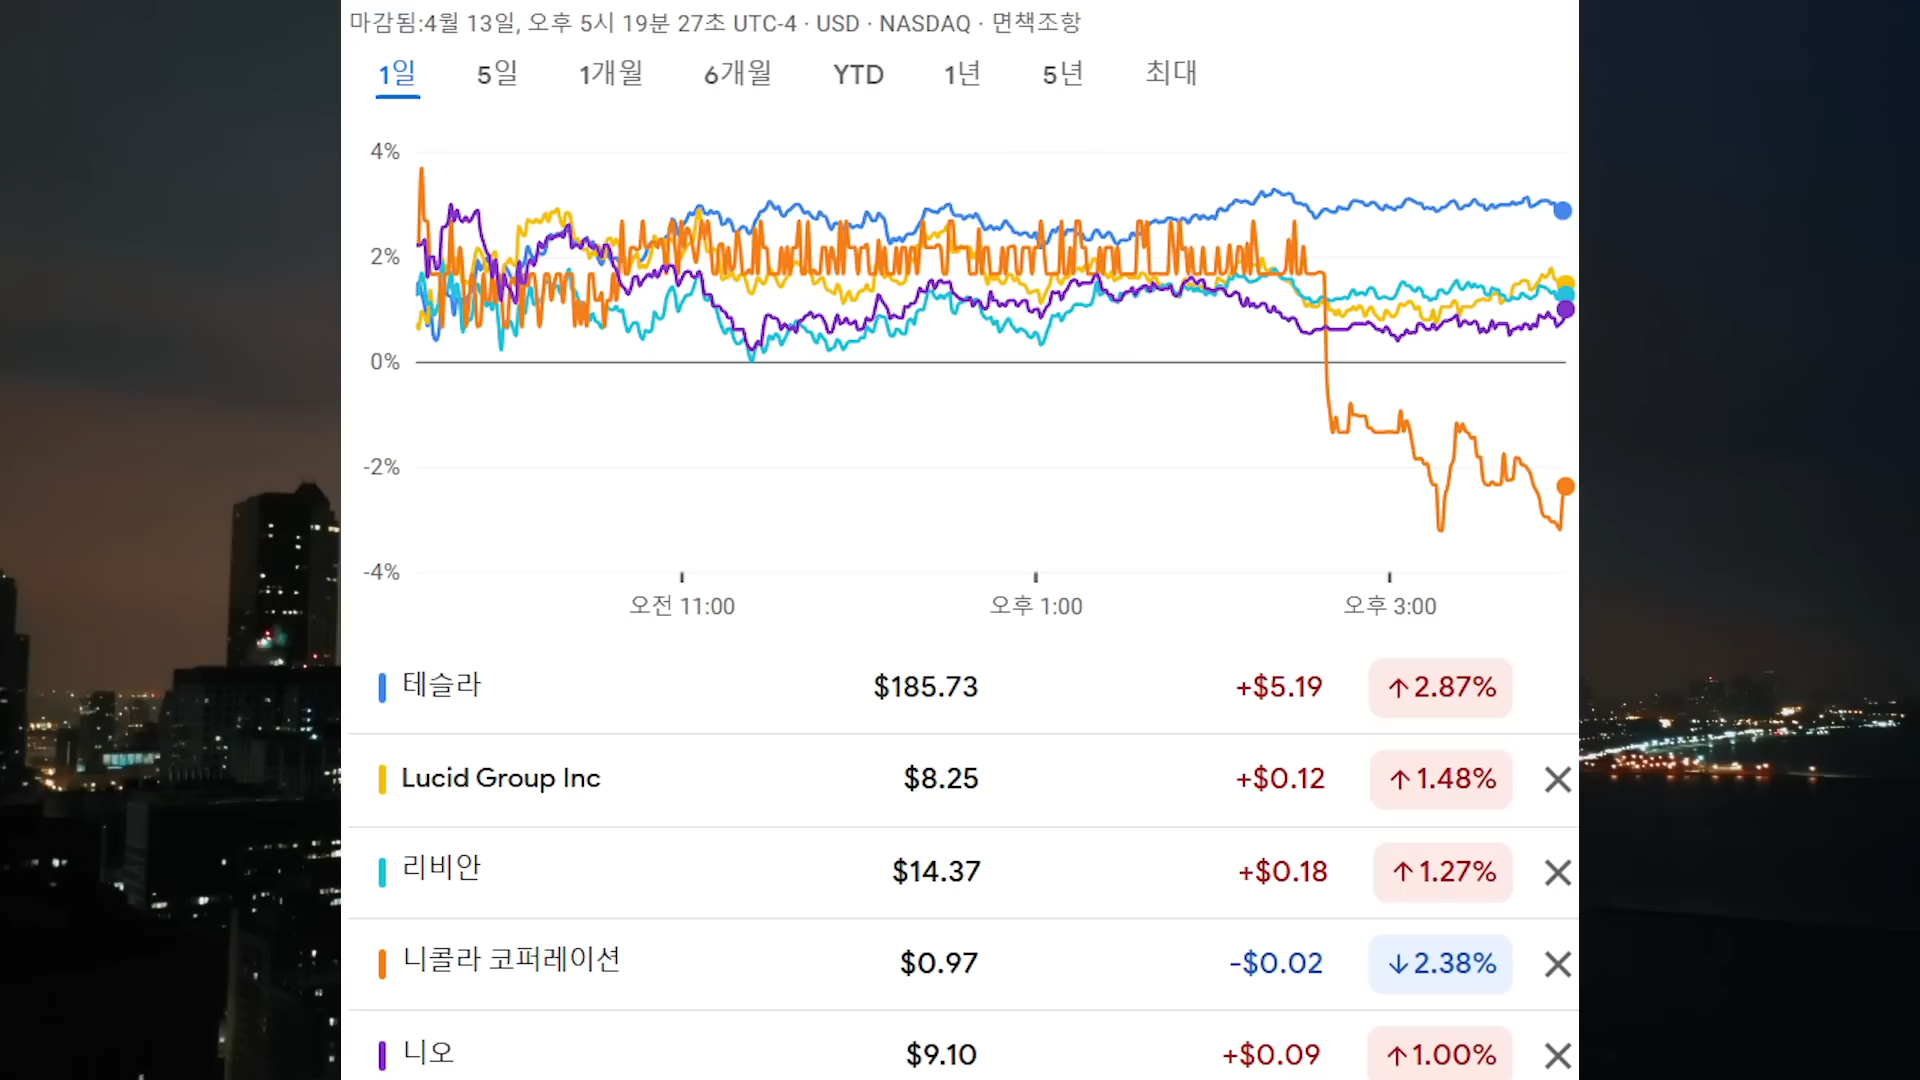 마감됨:4월 13일, 오후 5시 19분 27초 UTC-4 · USD · NASDAQ · 면책조항
1일 5일 1개월 6개월 YTD 1년 5년 최대
4%
2%
0%
-2%
-4%
오전 11:00 오후 1:00 오후 3:00
테슬라 $185.73 +$5.19 ↑2.87%
Lucid Group Inc $8.25 +$0.12 ↑1.48%
리비안 $14.37 +$0.18 ↑1.27%
니콜라 코퍼레이션 $0.97 -$0.02 ↓2.38%
니오 $9.10 +$0.09 ↑1.00%